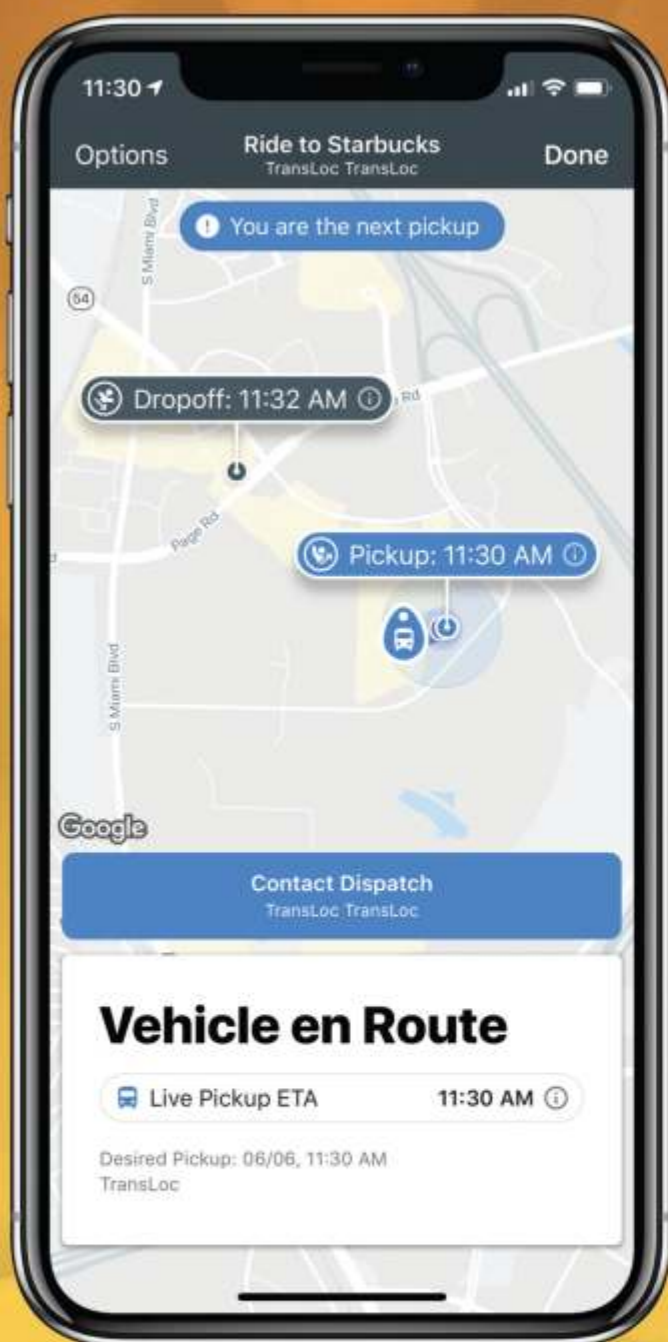 11:30
Options
Ride to Starbucks
TransLoc TransLoc
Done
You are the next pickup
S Miami Blvd
54
Dropoff: 11:32 AM
Rd
Page Rd
Pickup: 11:30 AM
S Miami Blvd
Google
Contact Dispatch
TransLoc TransLoc
Vehicle en Route
Live Pickup ETA
11:30 AM
Desired Pickup: 06/06, 11:30 AM
TransLoc